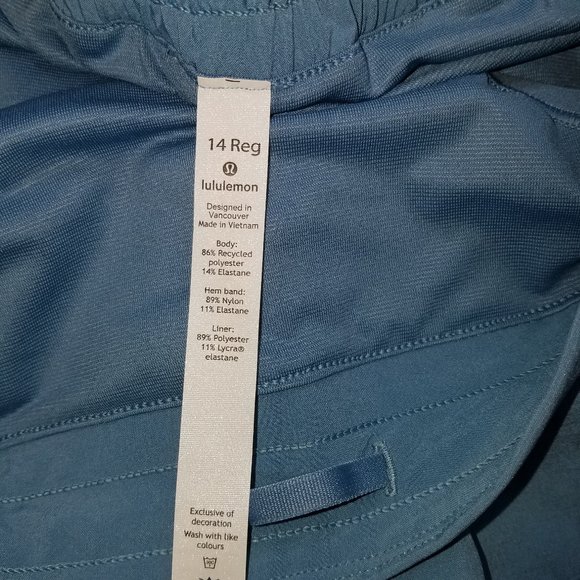 14 Reg
lululemon
Designed in
Vancouver
Made in Vietnam
Body:
86% Recycled
polyester
14% Elastane
Hem band:
89% Nylon
11% Elastane
Liner:
89% Polyester
11% Lycra®
elastane
Exclusive of
decoration
Wash with like
colours